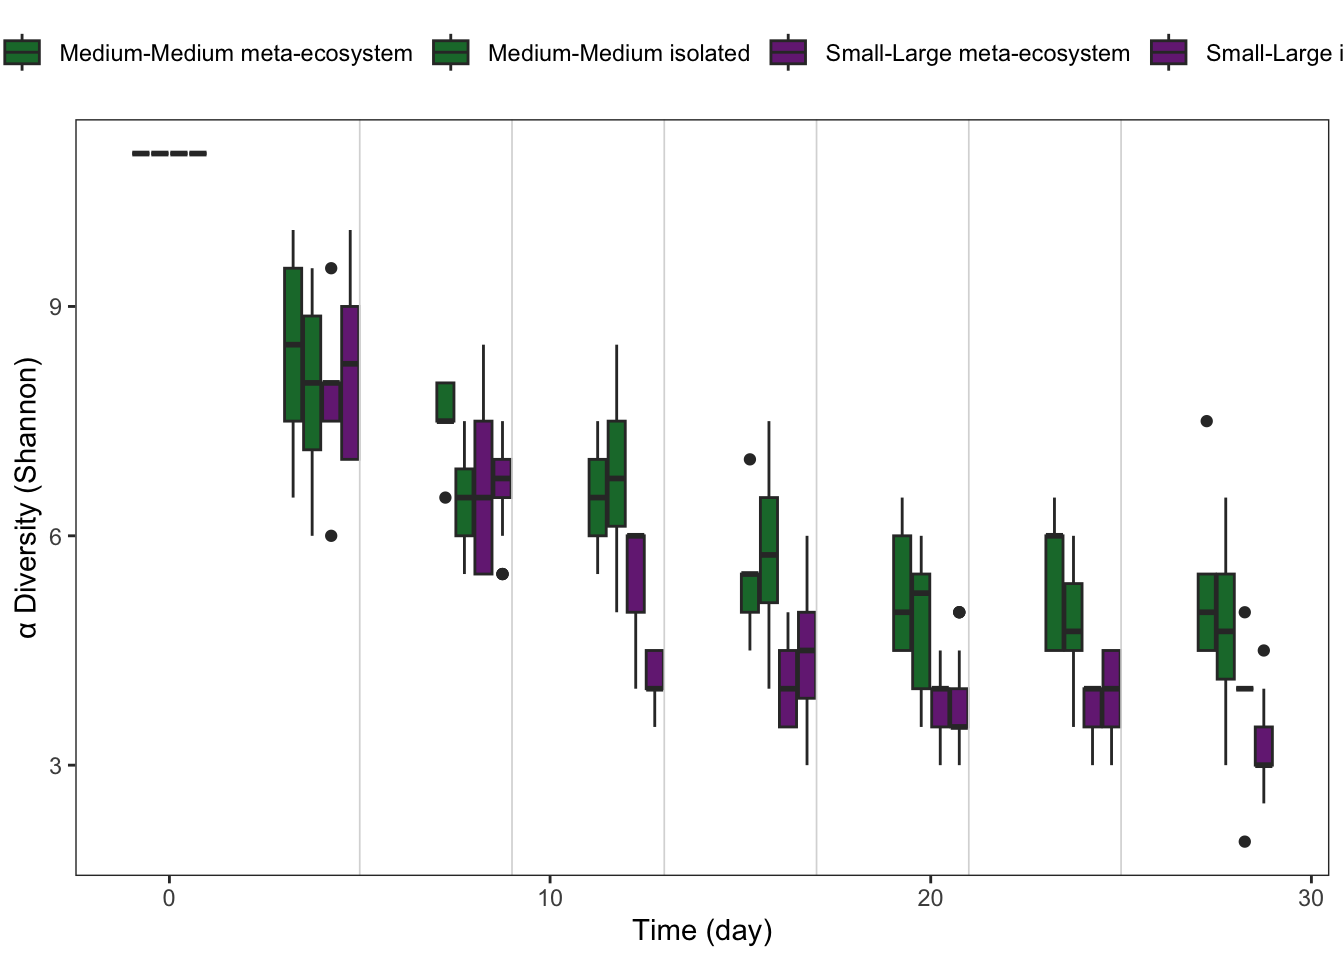 Medium-Medium meta-ecosystem Medium-Medium isolated Small-Large meta-ecosystem Small-Large i
9
6
3
α Diversity (Shannon)
0 10 20 30
Time (day)